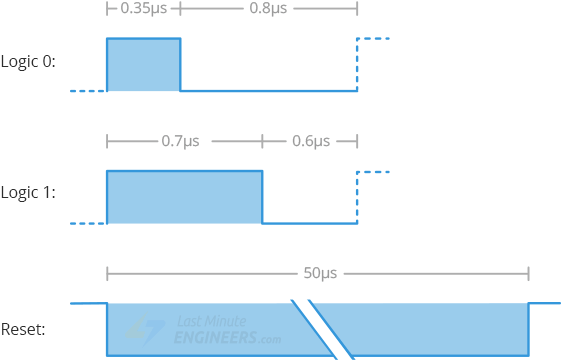 0.35μs 0.8μs
Logic 0:
0.7μs 0.6μs
Logic 1:
50μs
Reset:
Last Minute
ENGINEERS.com